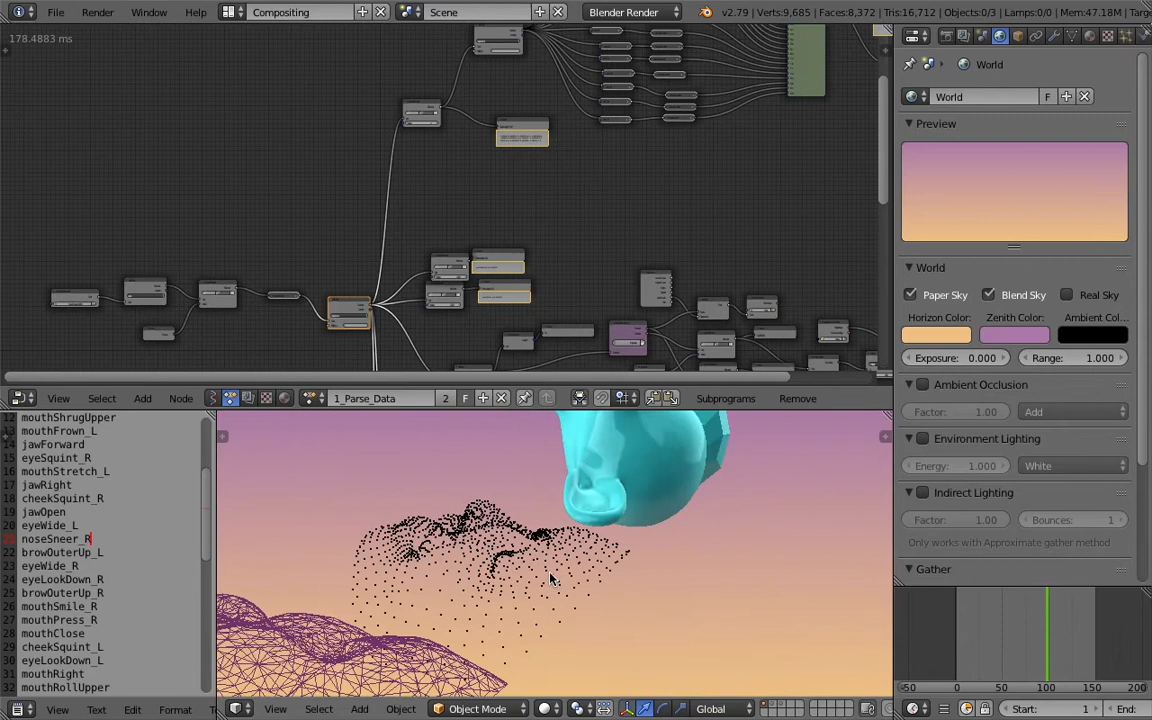 File Render Window Help Compositing F Scene Blender Render v2.79 | Verts:9,685 | Faces:8,372 | Tris:16,712 | Objects:0/3 | Lamps:0/0 | Mem:47.18M | Targe
178.4883 ms
World
World F
Preview
World
Paper Sky Blend Sky Real Sky
Horizon Color: Zenith Color: Ambient Col...
Exposure: 0.000 Range: 1.000
Ambient Occlusion
Factor: 1.00 Add
Environment Lighting
Energy: 1.000 White
Indirect Lighting
Factor: 1.00 Bounces: 1
Only works with Approximate gather method
Gather
View Select Add Node 1_Parse_Data 2 F Subprograms Remove
12 mouthShrugUpper
13 mouthFrown_L
14 jawForward
15 eyeSquint_R
16 mouthStretch_L
17 jawRight
18 cheekSquint_R
19 jawOpen
20 eyeWide_L
21 noseSneer_R
22 browOuterUp_L
23 eyeWide_R
24 eyeLookDown_R
25 browOuterUp_R
26 mouthSmile_R
27 mouthPress_R
28 mouthClose
29 cheekSquint_L
30 eyeLookDown_L
31 mouthRight
32 mouthRollUpper
-50 0 50 100 150 200
View Text Edit Format View Select Add Object Object Mode Global View Start: 1 End: